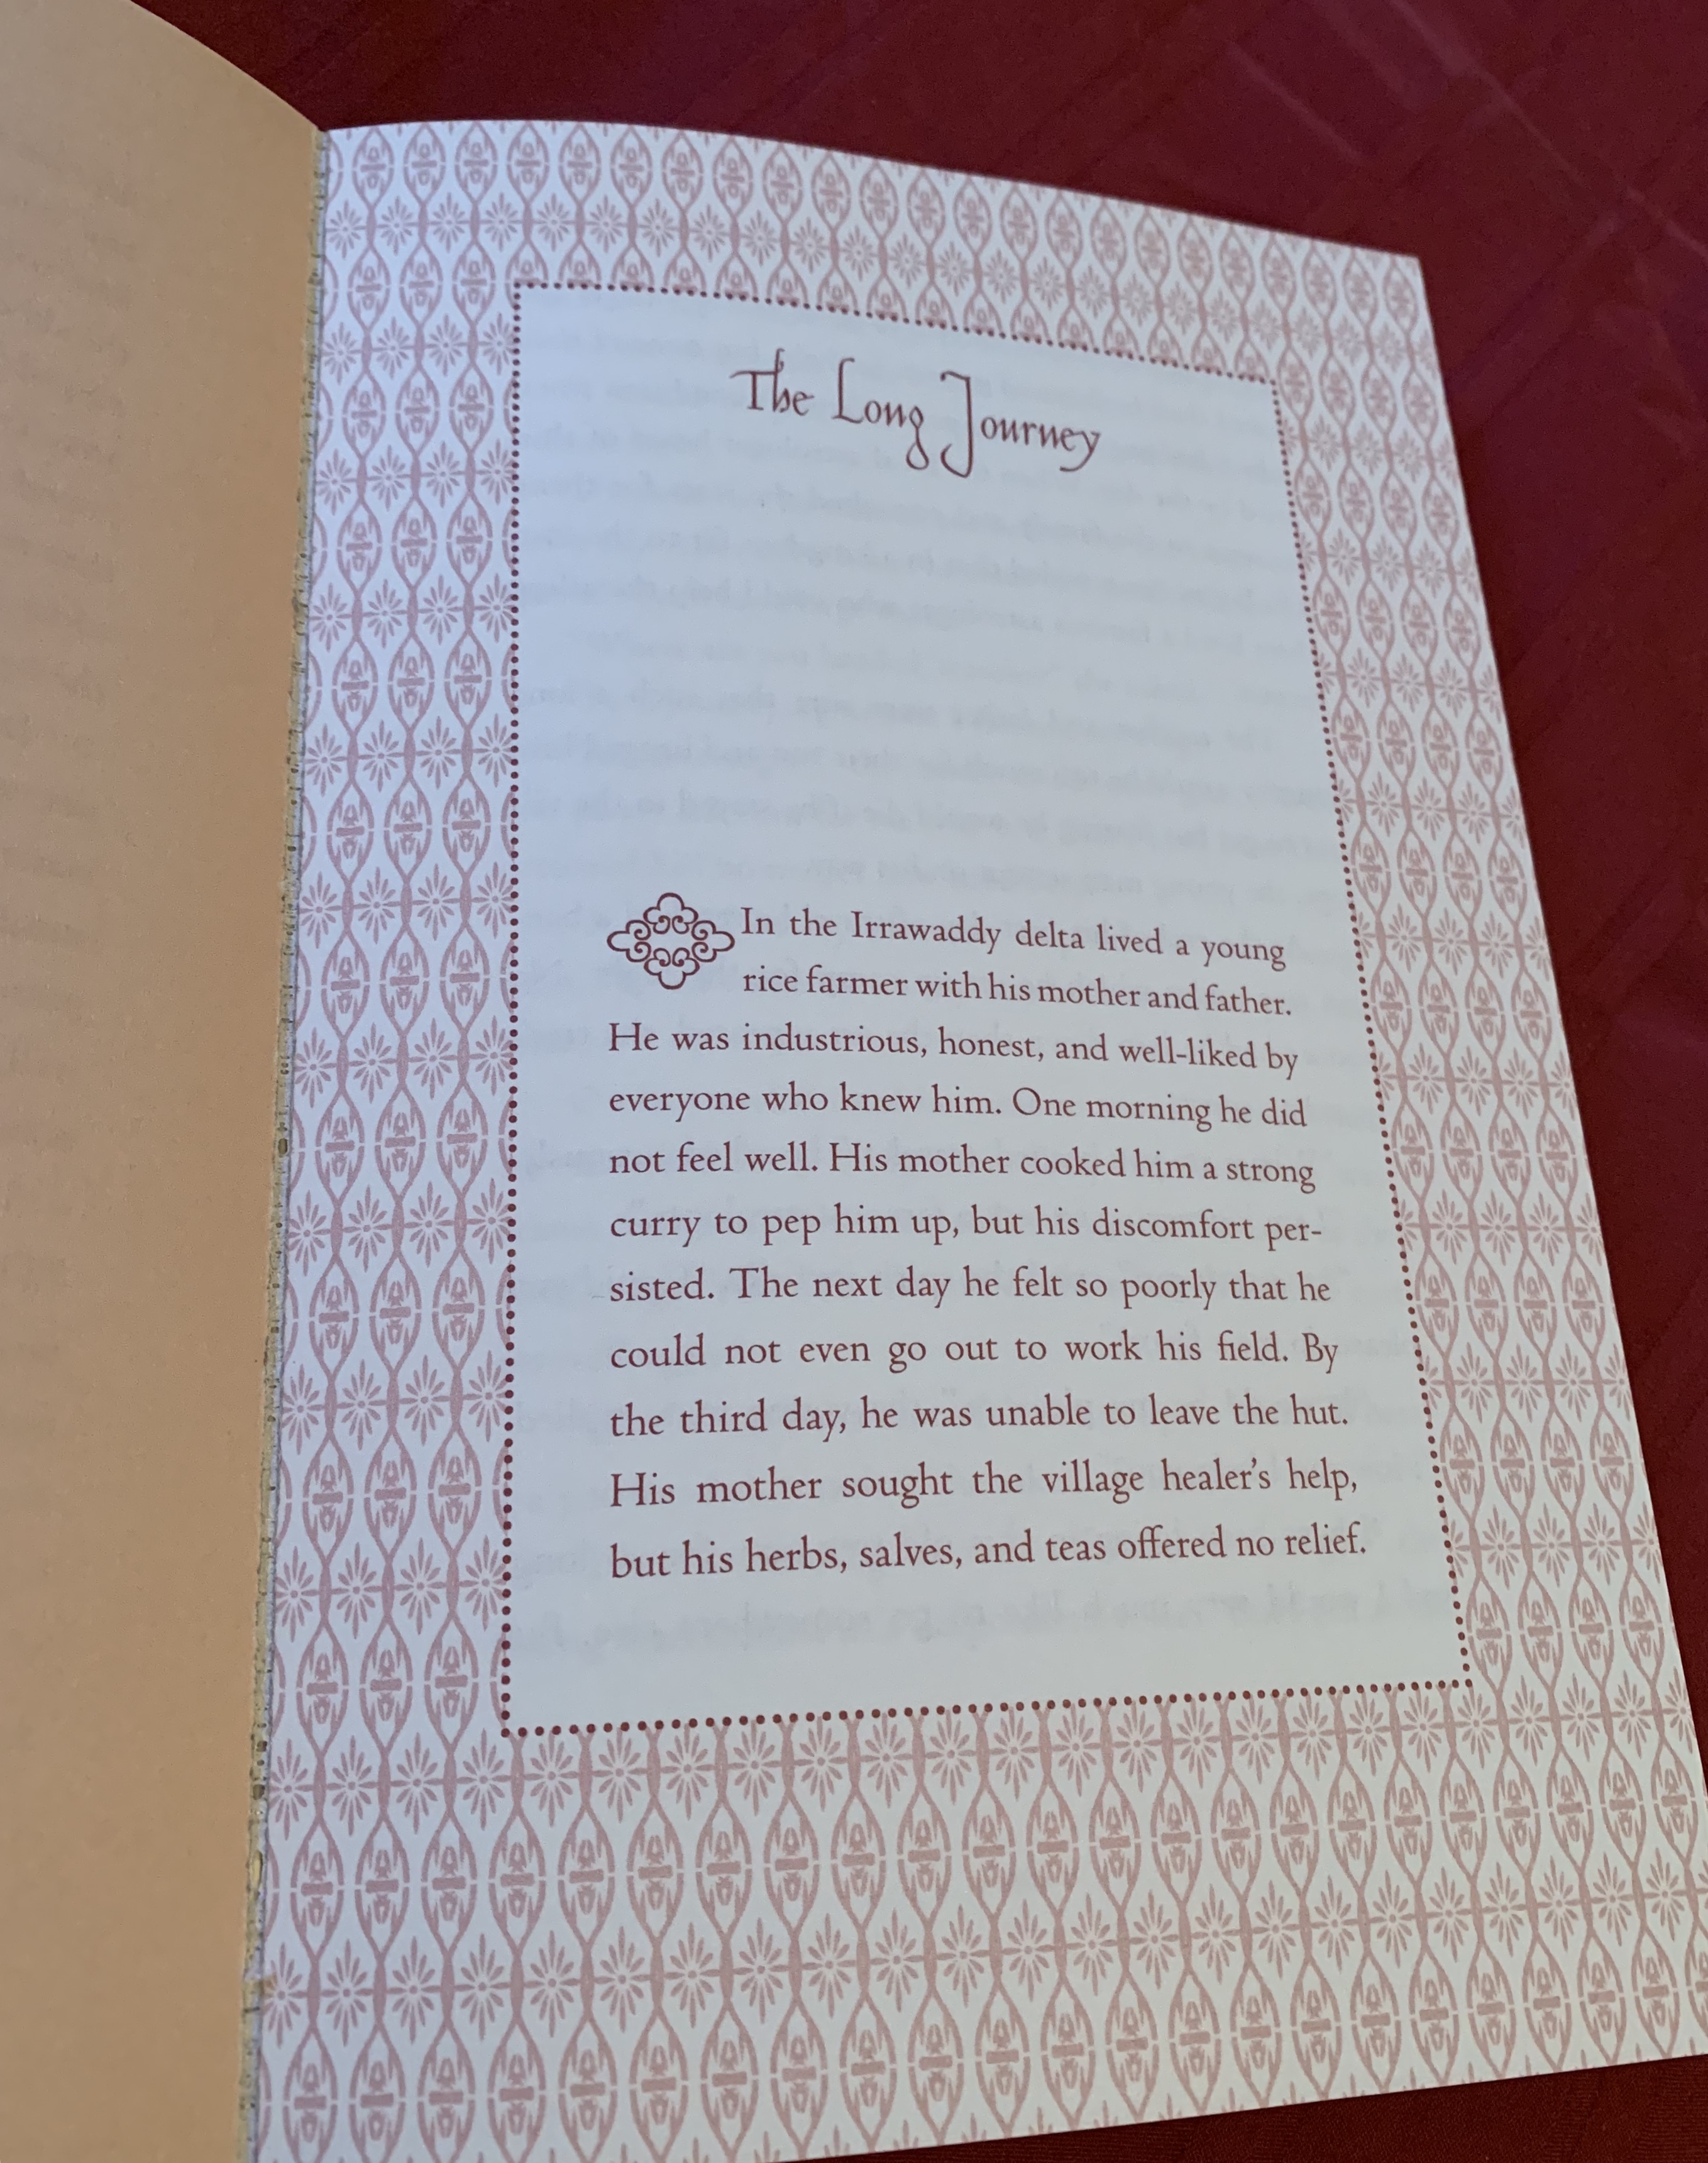 The Long Journey
In the Irrawaddy delta lived a young
rice farmer with his mother and father.
He was industrious, honest, and well-liked by
everyone who knew him. One morning he did
not feel well. His mother cooked him a strong
curry to pep him up, but his discomfort per-
sisted. The next day he felt so poorly that he
could not even go out to work his field. By
the third day, he was unable to leave the hut.
His mother sought the village healer's help,
but his herbs, salves, and teas offered no relief.